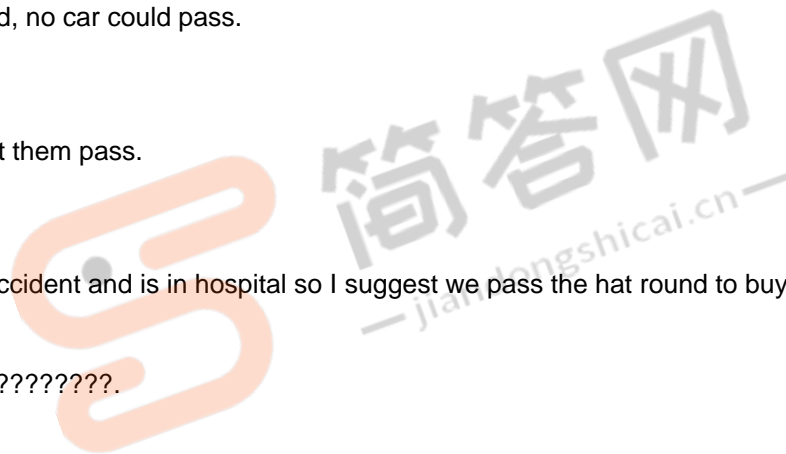 d, no car could pass.
t them pass.
ccident and is in hospital so I suggest we pass the hat round to buy
????????.
简答网
jiandongshicai.cn